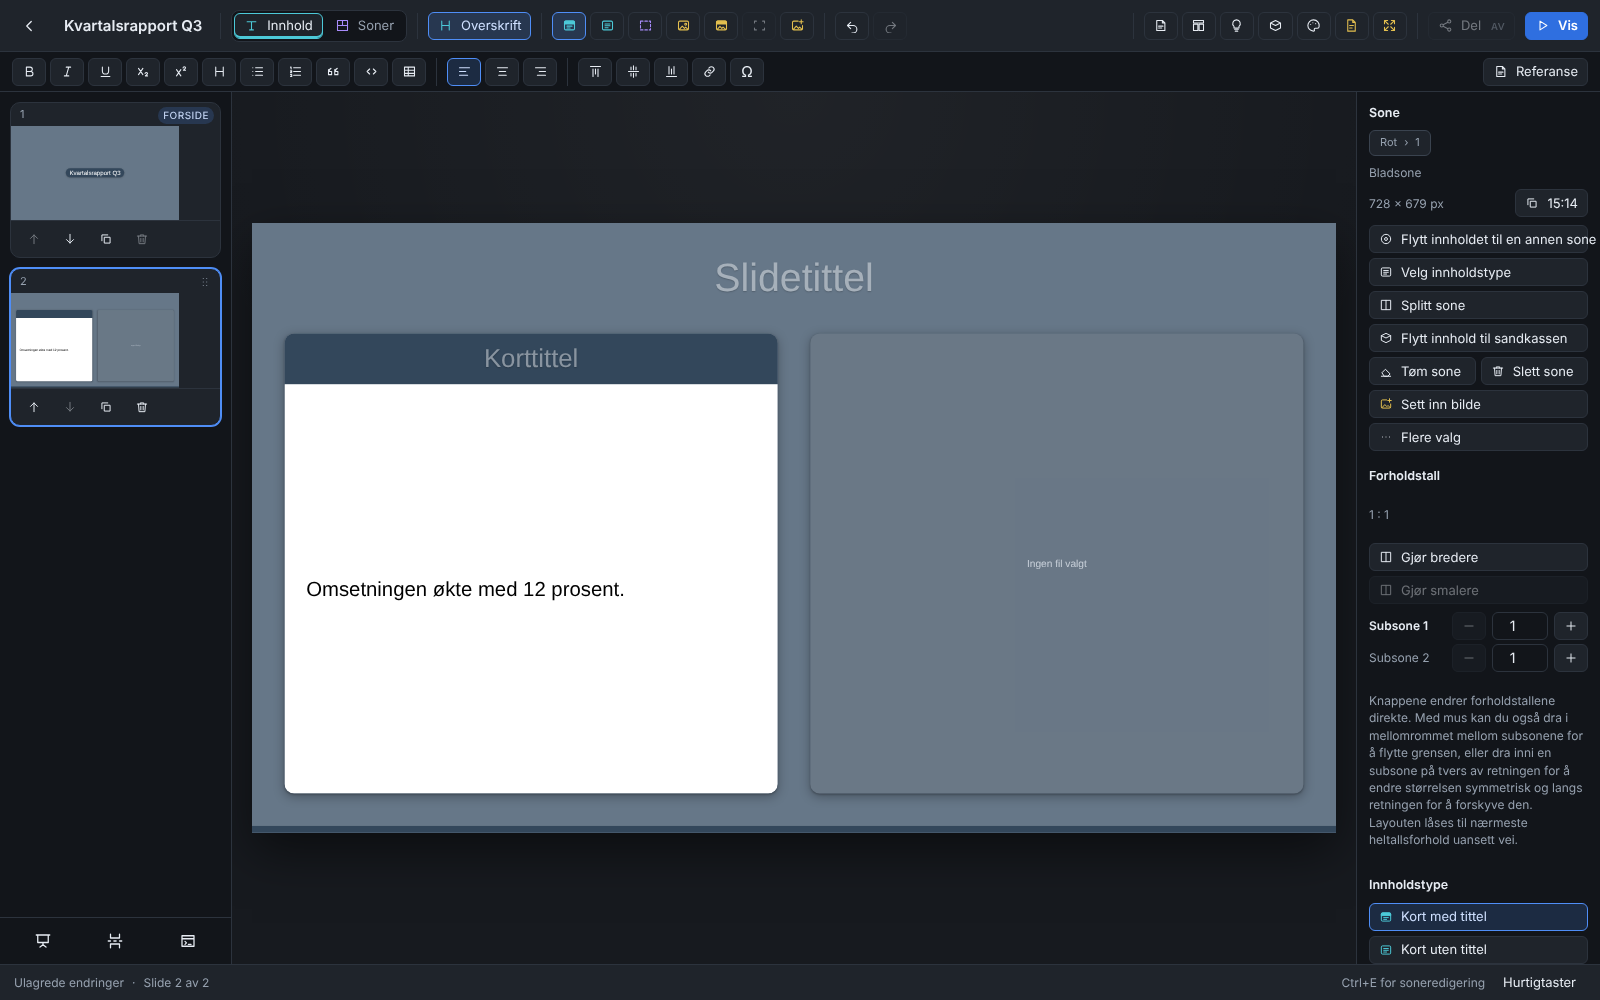 Kvartalsrapport Q3
Innhold
Soner
Overskrift
Del AV
Vis
Referanse
1
FORSIDE
Kvartalsrapport Q3
2
Omsetningen økte med 12 prosent.
Slidetittel
Korttittel
Omsetningen økte med 12 prosent.
Ingen fil valgt
Sone
Rot › 1
Bladsone
728 × 679 px
15:14
Flytt innholdet til en annen sone
Velg innholdstype
Splitt sone
Flytt innhold til sandkassen
Tøm sone
Slett sone
Sett inn bilde
Flere valg
Forholdstall
1 : 1
Gjør bredere
Gjør smalere
Subsone 1
1
Subsone 2
1
Knappene endrer forholdstallene
direkte. Med mus kan du også dra i
mellomrommet mellom subsonene for
å flytte grensen, eller dra inni en
subsone på tvers av retningen for å
endre størrelsen symmetrisk og langs
retningen for å forskyve den.
Layouten låses til nærmeste
heltallsforhold uansett vei.
Innholdstype
Kort med tittel
Kort uten tittel
Ulagrede endringer · Slide 2 av 2
Ctrl+E for soneredigering
Hurtigtaster